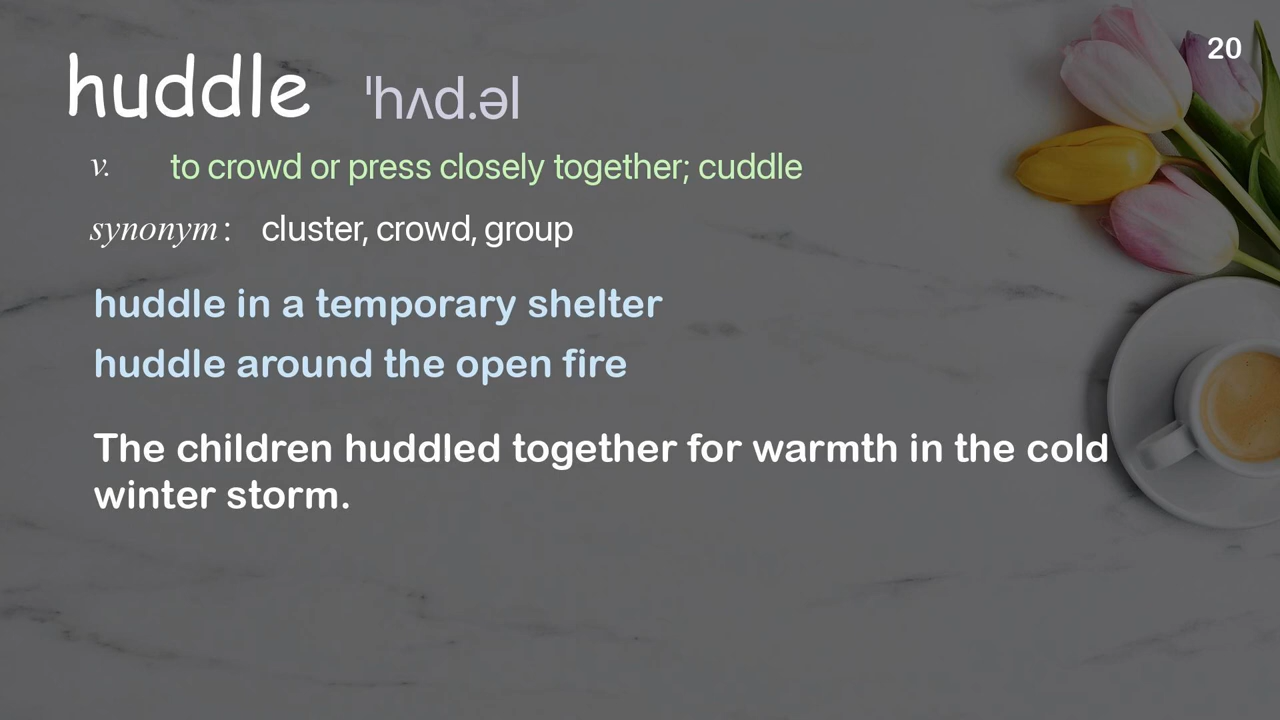 20
huddle ˈhʌd.əl
v. to crowd or press closely together; cuddle
synonym: cluster, crowd, group
huddle in a temporary shelter
huddle around the open fire
The children huddled together for warmth in the cold
winter storm.